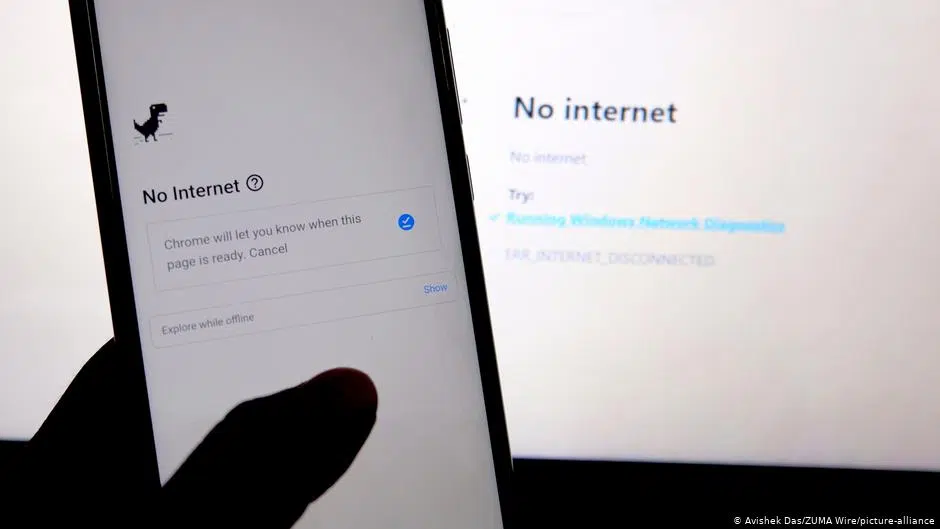 No Internet ?
Chrome will let you know when this
page is ready. Cancel
Show
Explore while offline
No internet
No internet
Try:
✓ Running Windows Network Diagnostics
ERR_INTERNET_DISCONNECTED
© Avishek Das/ZUMA Wire/picture-alliance